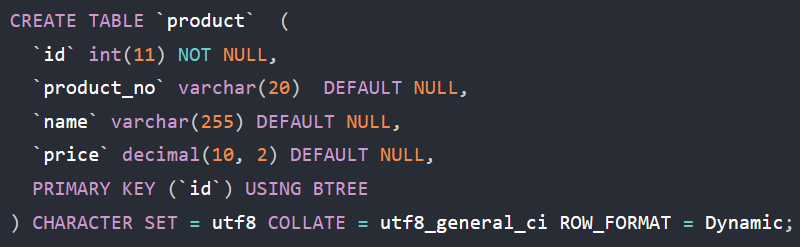 CREATE TABLE `product`  (
  `id` int(11) NOT NULL,
  `product_no` varchar(20)  DEFAULT NULL,
  `name` varchar(255) DEFAULT NULL,
  `price` decimal(10, 2) DEFAULT NULL,
  PRIMARY KEY (`id`) USING BTREE
) CHARACTER SET = utf8 COLLATE = utf8_general_ci ROW_FORMAT = Dynamic;